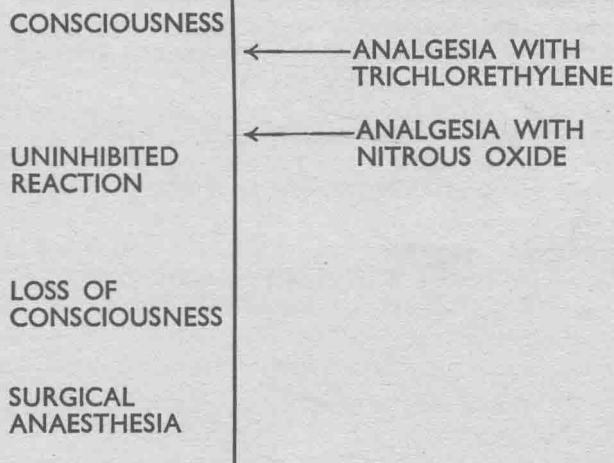 CONSCIOUSNESS
ANALGESIA WITH
TRICHLORETHYLENE
ANALGESIA WITH
NITROUS OXIDE
UNINHIBITED
REACTION
LOSS OF
CONSCIOUSNESS
SURGICAL
ANAESTHESIA